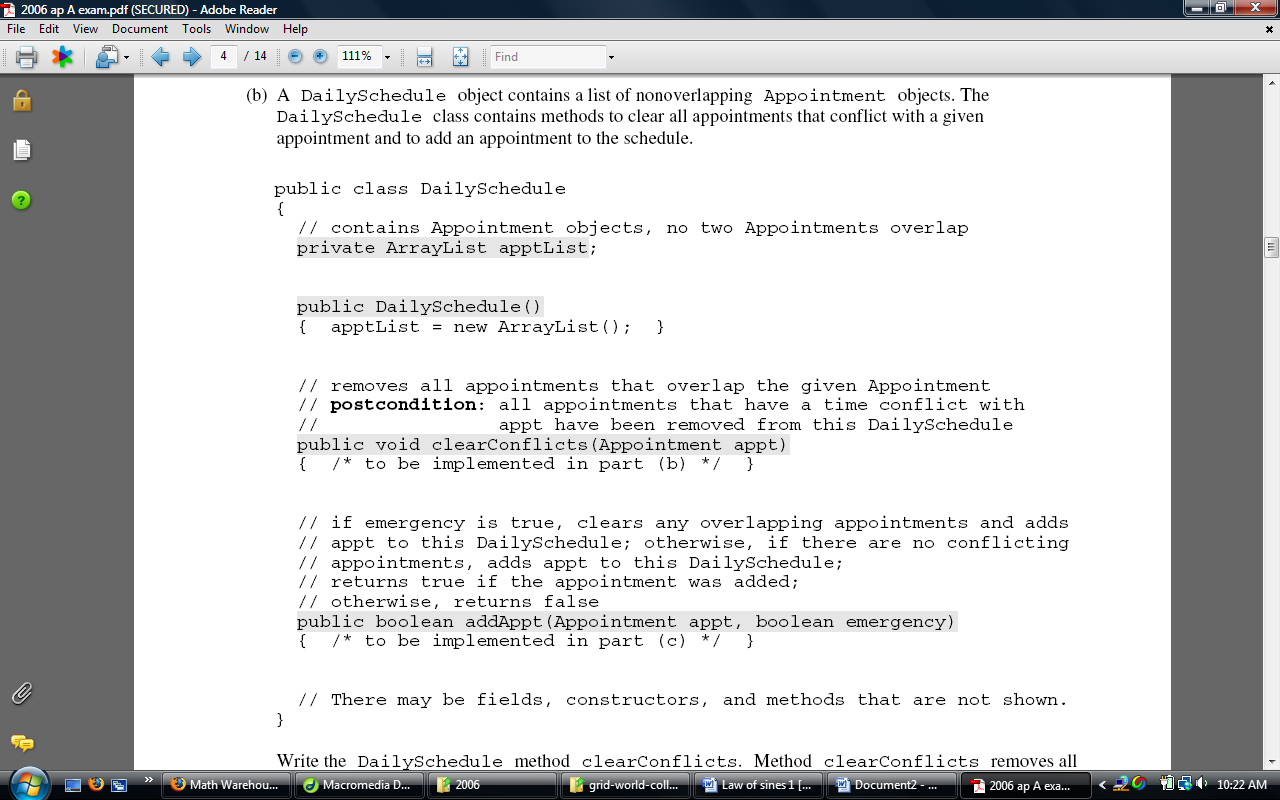 2006 ap A exam.pdf (SECURED) - Adobe Reader
File Edit View Document Tools Window Help
4 / 14 111% Find
(b) A DailySchedule object contains a list of nonoverlapping Appointment objects. The
DailySchedule class contains methods to clear all appointments that conflict with a given
appointment and to add an appointment to the schedule.
public class DailySchedule
{
// contains Appointment objects, no two Appointments overlap
private ArrayList apptList;
public DailySchedule()
{ apptList = new ArrayList(); }
// removes all appointments that overlap the given Appointment
// postcondition: all appointments that have a time conflict with
// appt have been removed from this DailySchedule
public void clearConflicts(Appointment appt)
{ /* to be implemented in part (b) */ }
// if emergency is true, clears any overlapping appointments and adds
// appt to this DailySchedule; otherwise, if there are no conflicting
// appointments, adds appt to this DailySchedule;
// returns true if the appointment was added;
// otherwise, returns false
public boolean addAppt(Appointment appt, boolean emergency)
{ /* to be implemented in part (c) */ }
// There may be fields, constructors, and methods that are not shown.
}
Write the DailySchedule method clearConflicts. Method clearConflicts removes all
Math Warehou... Macromedia D... 2006 grid-world-coll... Law of sines 1 [... Document2 - ... 2006 ap A exa... 10:22 AM